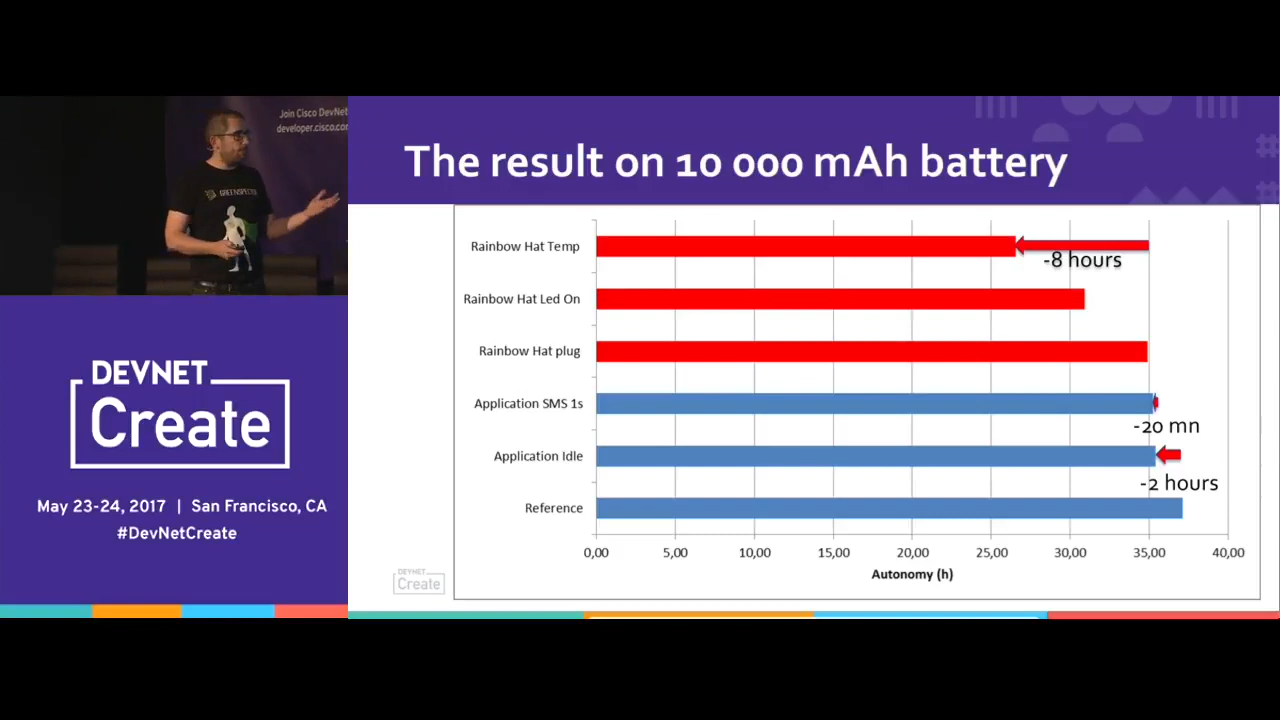 Join Cisco DevNet
developer.cisco.co
GREENSPECTOR
DEVNET
Create
May 23-24, 2017 | San Francisco, CA
#DevNetCreate
The result on 10 000 mAh battery
Rainbow Hat Temp
-8 hours
Rainbow Hat Led On
Rainbow Hat plug
Application SMS 1s
-20 mn
Application Idle
-2 hours
Reference
0,00 5,00 10,00 15,00 20,00 25,00 30,00 35,00 40,00
Autonomy (h)
DEVNET
Create